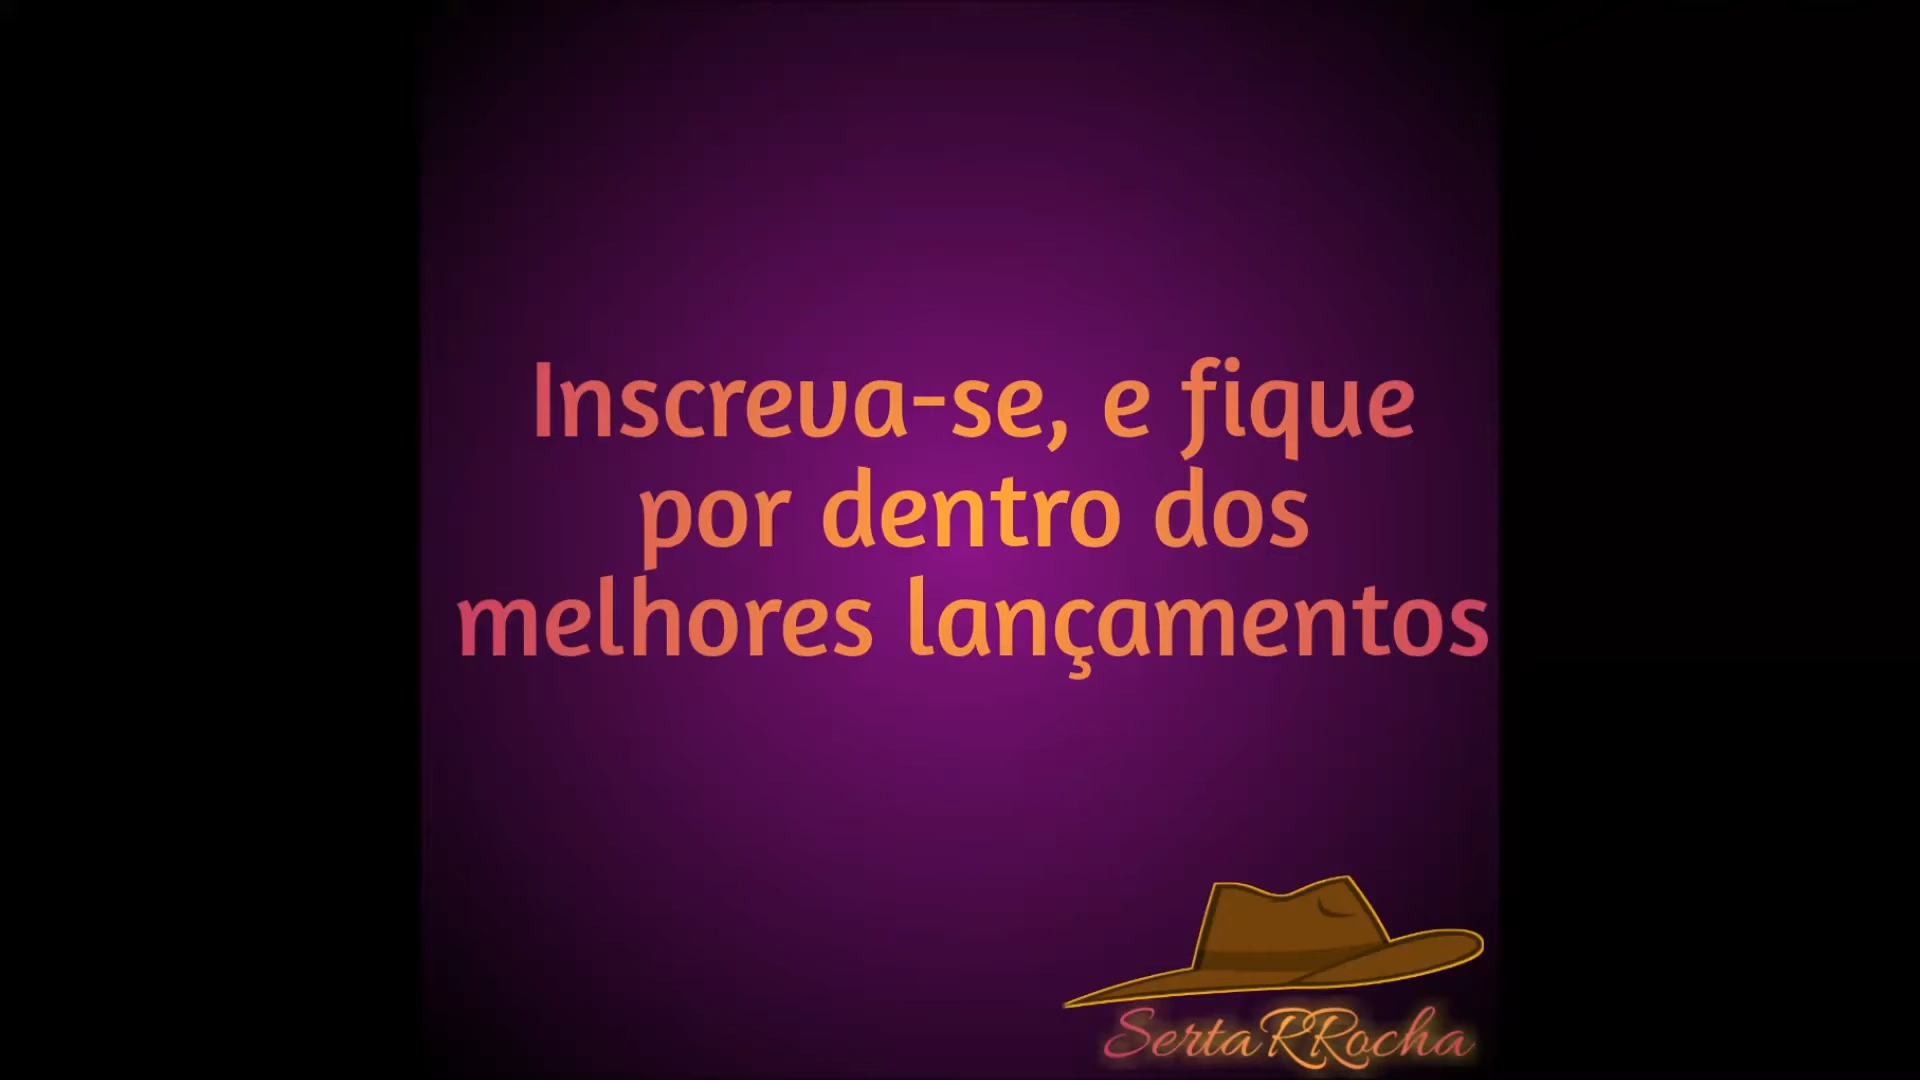 Inscreva-se, e fique
por dentro dos
melhores lançamentos
SertaRRocha